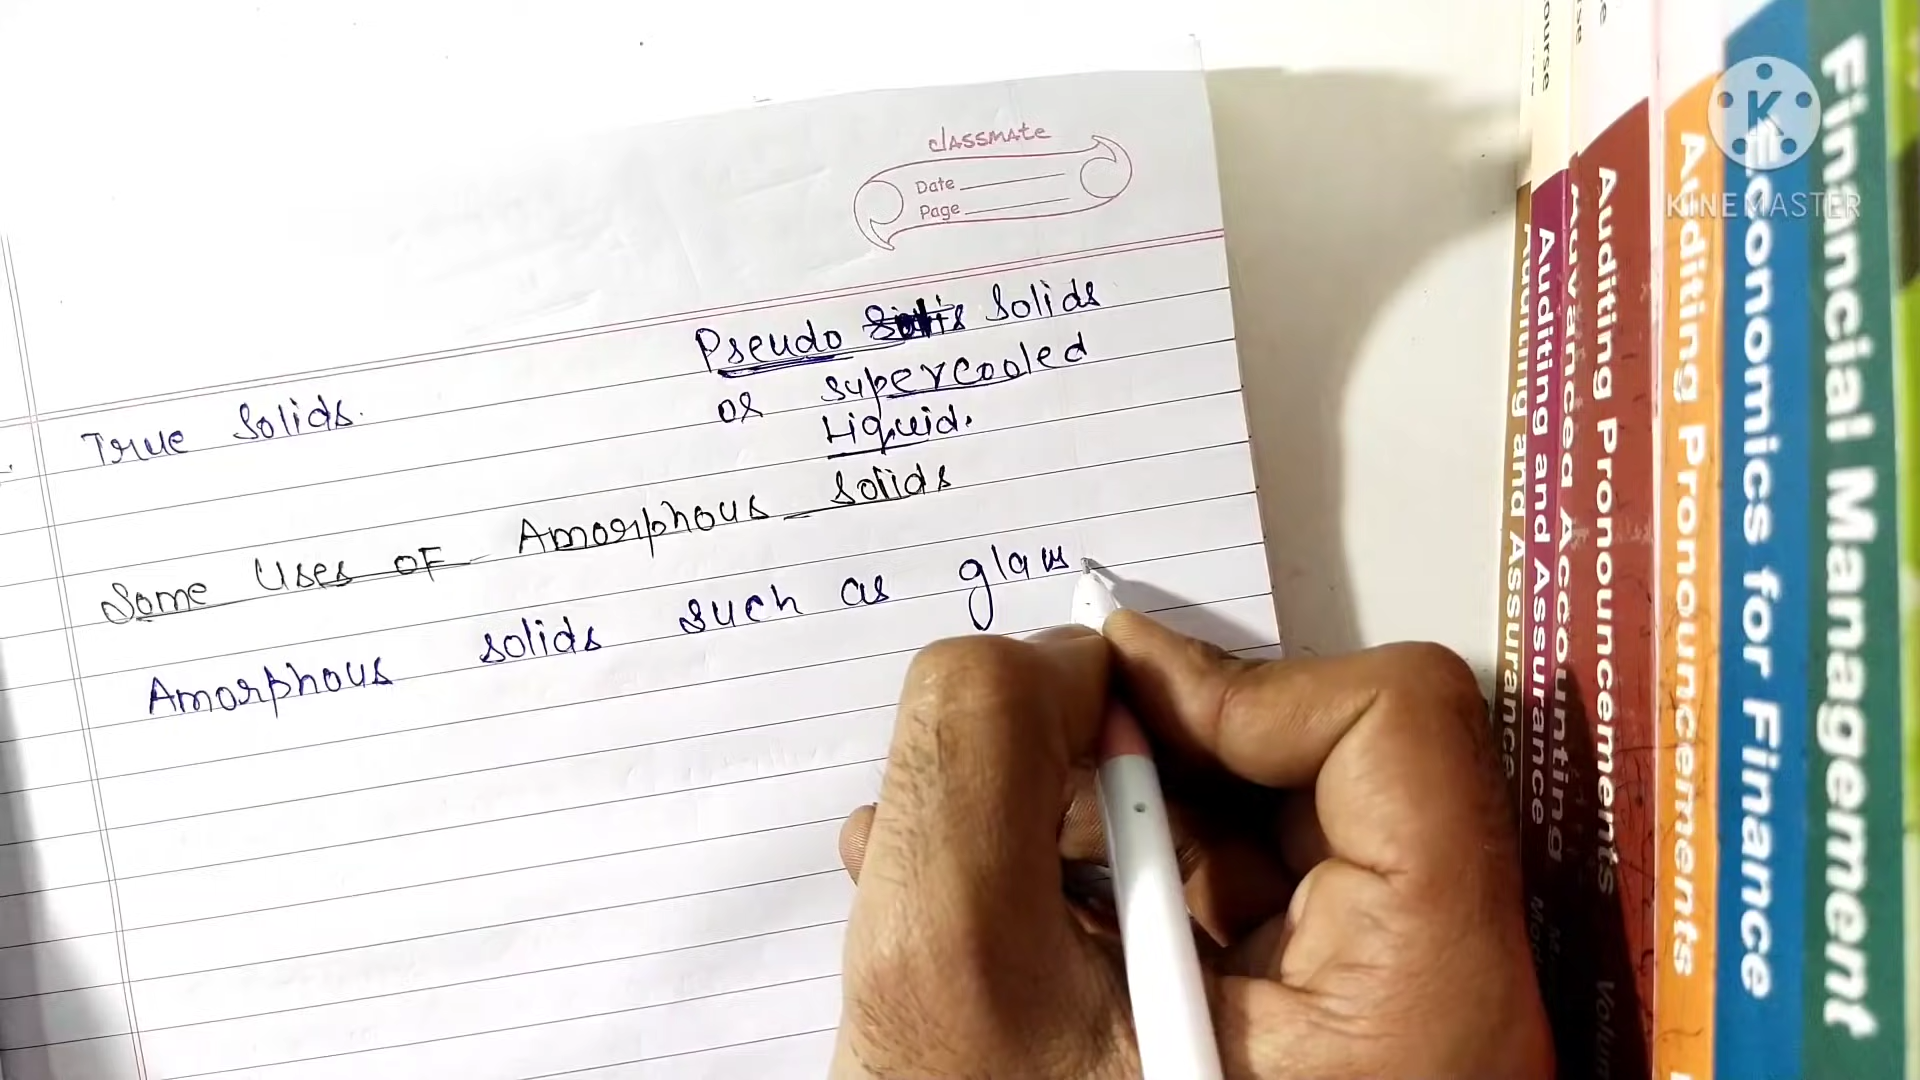 classmate
Date
Page
True Solids.
Pseudo Solids
or supercooled
Liquid.
Some Uses OF Amorphous Solids
Amorphous solids such as glass
KINEMASTER
Financial Management
Economics for Finance
Auditing Pronouncements
Auditing Pronouncements
Advanced Accounting
Auditing and Assurance
Auditing and Assurance